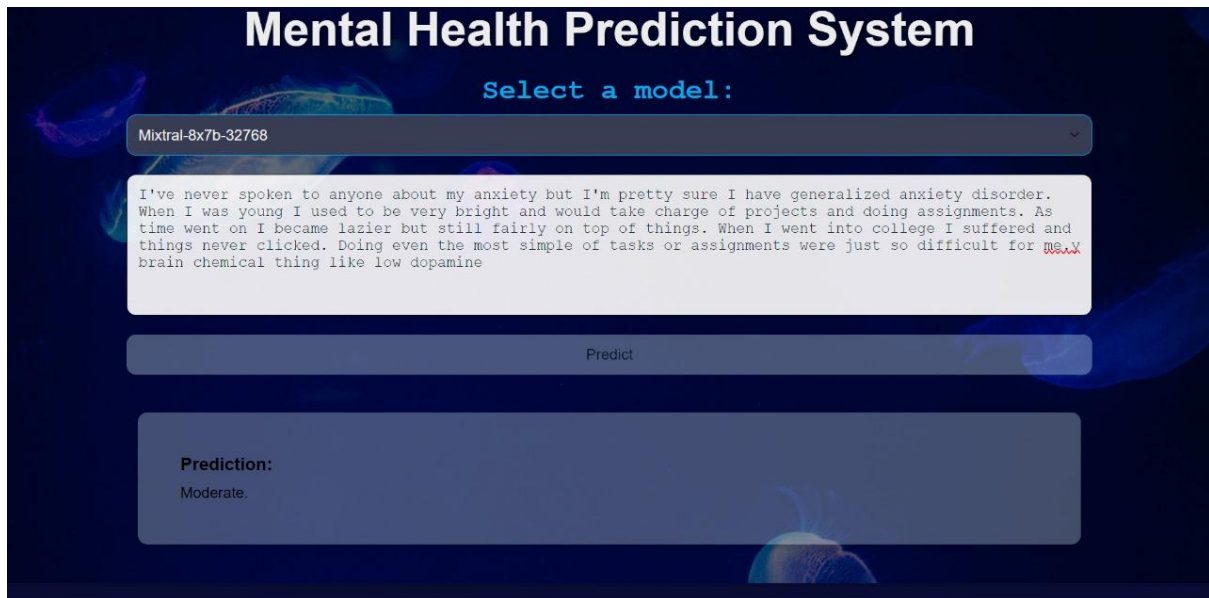 Mental Health Prediction System
Select a model:
Mixtral-8x7b-32768
I've never spoken to anyone about my anxiety but I'm pretty sure I have generalized anxiety disorder.
When I was young I used to be very bright and would take charge of projects and doing assignments. As
time went on I became lazier but still fairly on top of things. When I went into college I suffered and
things never clicked. Doing even the most simple of tasks or assignments were just so difficult for me.y
brain chemical thing like low dopamine
Predict
Prediction:
Moderate.